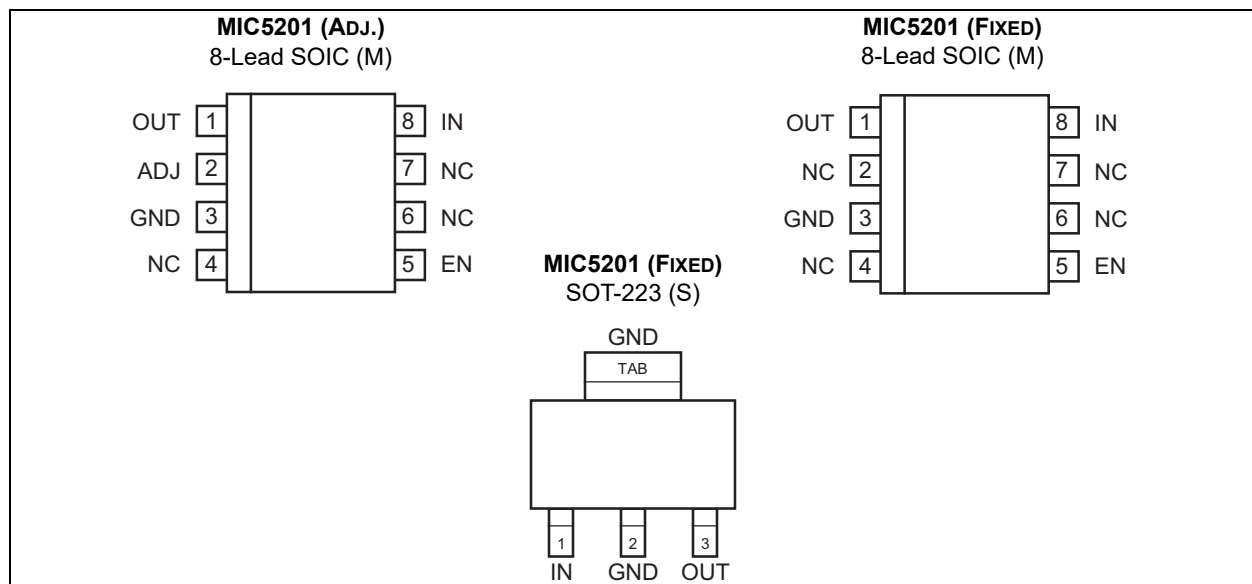 MIC5201 (ADJ.)
8-Lead SOIC (M)
OUT 1 8 IN
ADJ 2 7 NC
GND 3 6 NC
NC 4 5 EN
MIC5201 (FIXED)
8-Lead SOIC (M)
OUT 1 8 IN
NC 2 7 NC
GND 3 6 NC
NC 4 5 EN
MIC5201 (FIXED)
SOT-223 (S)
GND
TAB
1 2 3
IN GND OUT